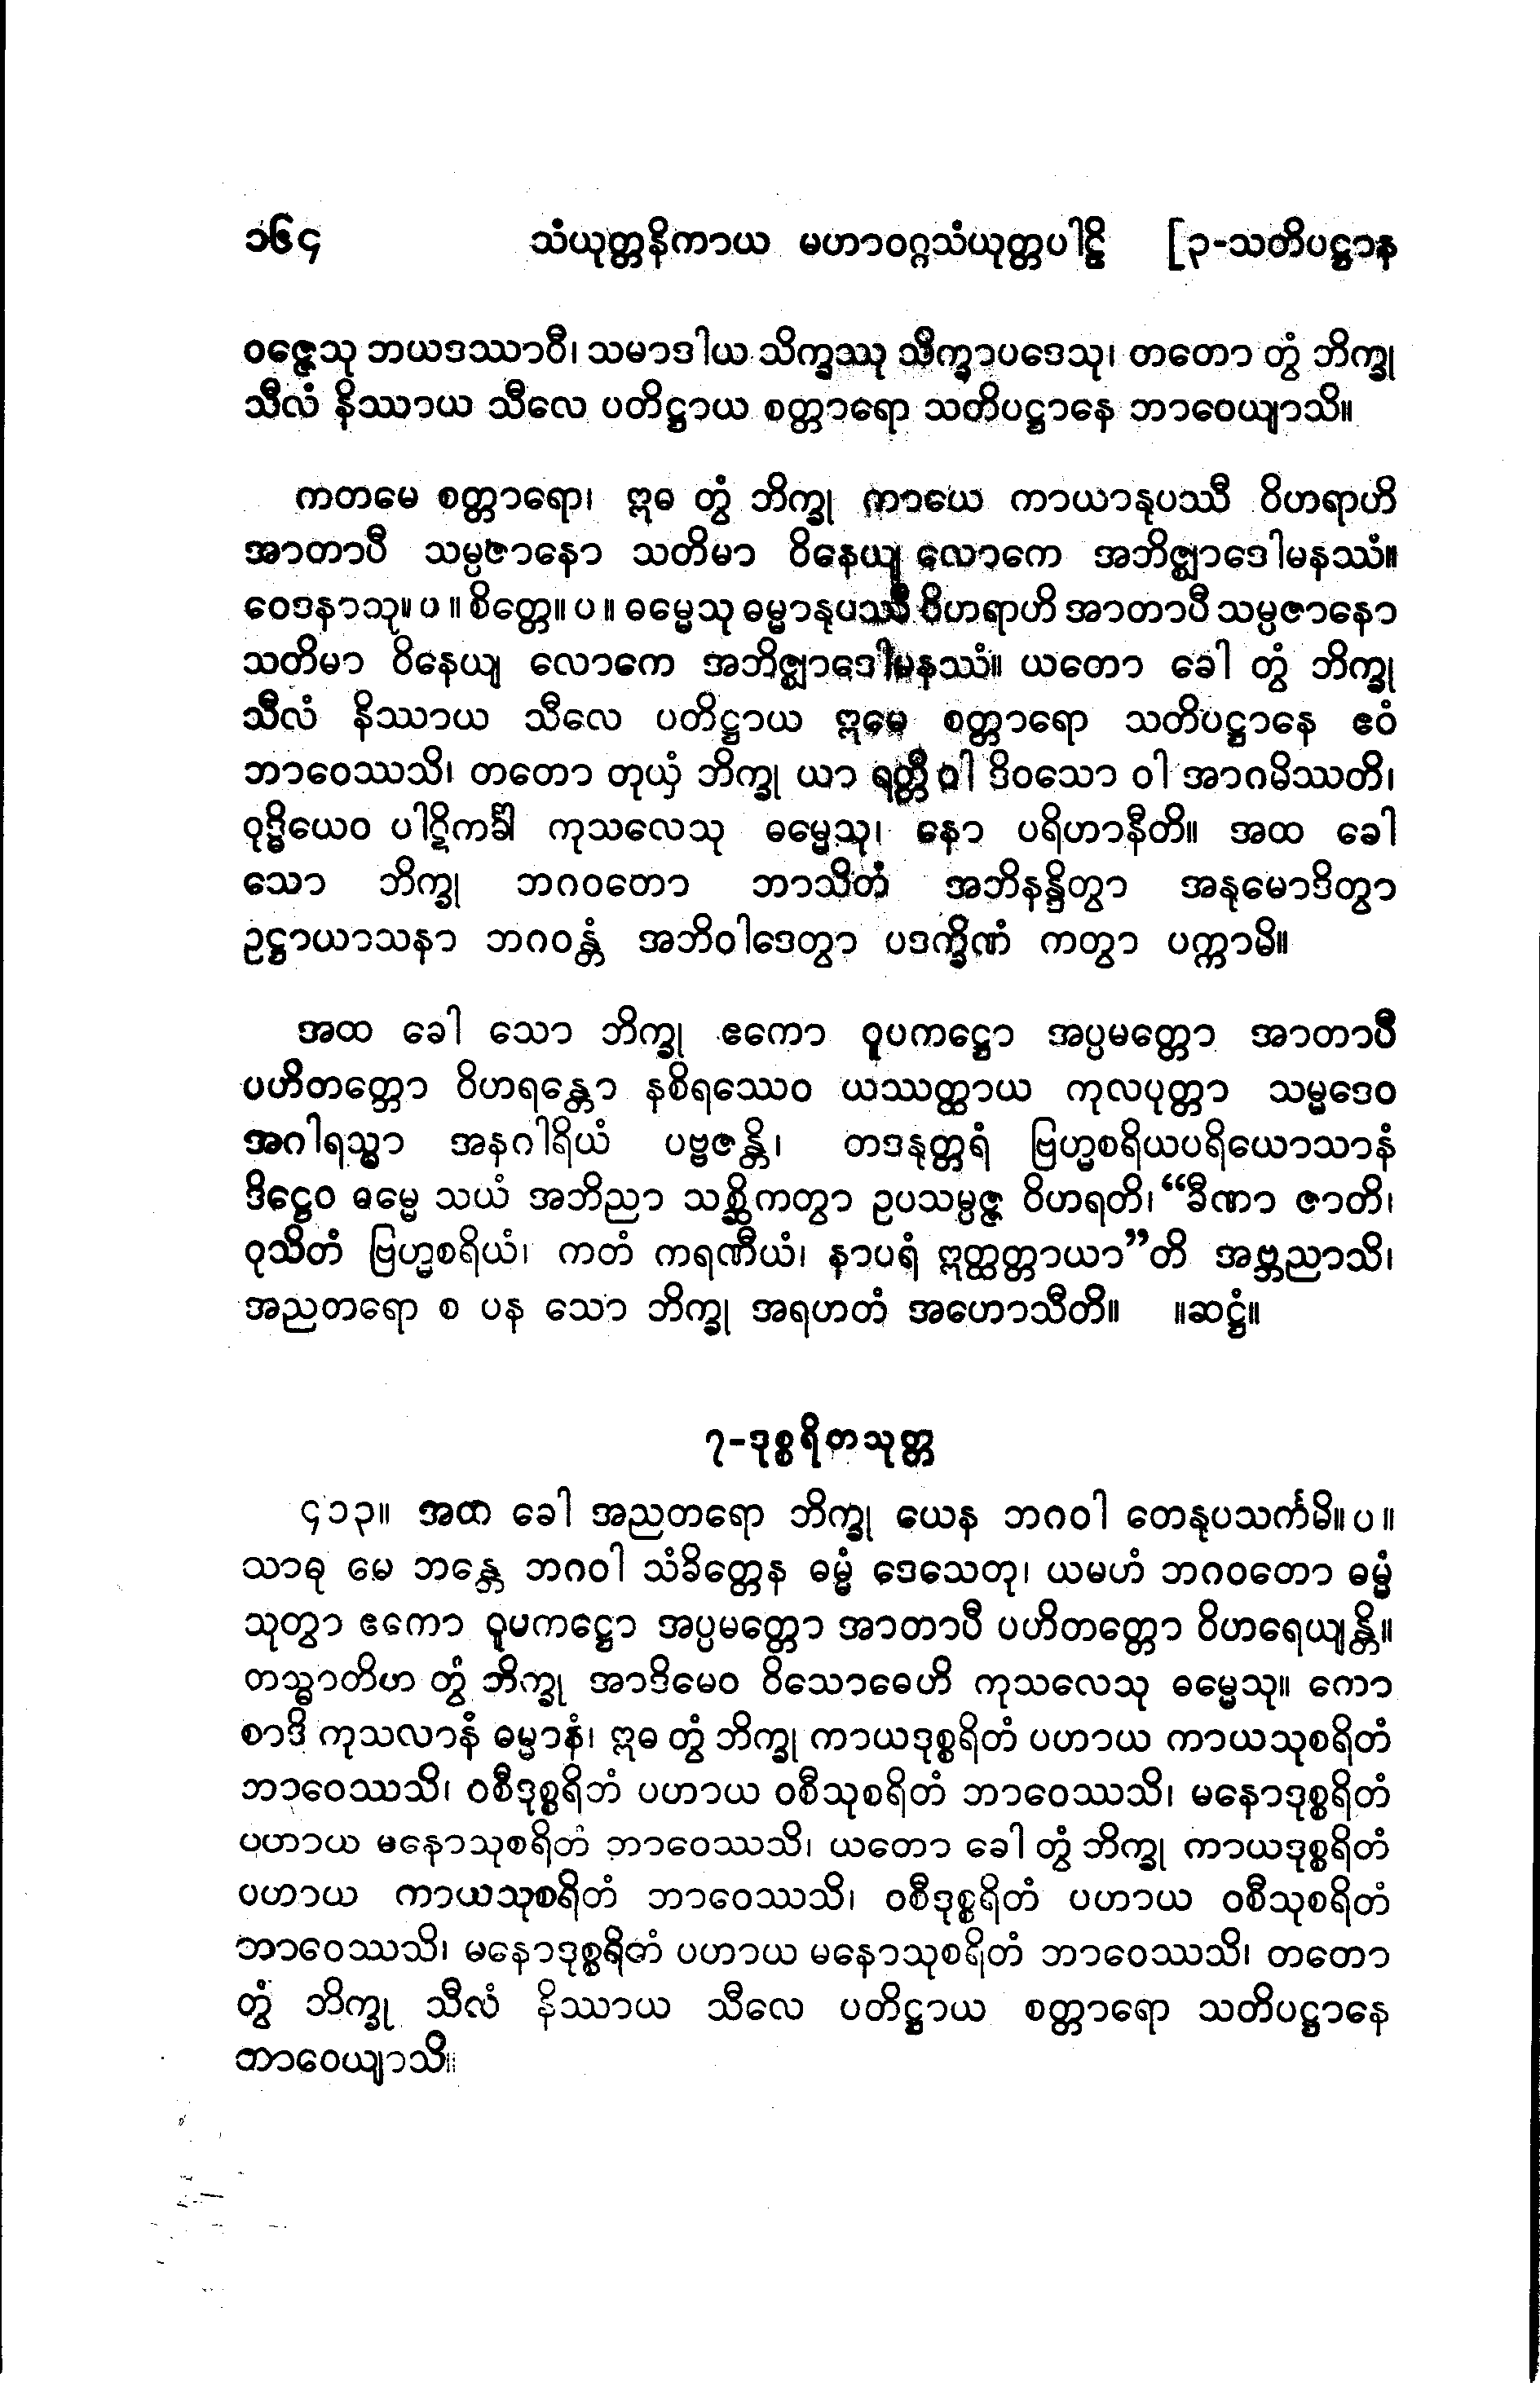 ၁၆၄ သံယုတ္တနိကာယ မဟာဝဂ္ဂသံယုတ္တပါဠိ [၃-သတိပဋ္ဌာန
ဝဇ္ဇေသု ဘယဒဿာဝီ၊ သမာဒါယ သိက္ခဿု သိက္ခာပဒေသု၊ တတော တွံ ဘိက္ခု
သီလံ နိဿာယ သီလေ ပတိဋ္ဌာယ စတ္တာရော သတိပဋ္ဌာနေ ဘာဝေယျာသိ။
ကတမေ စတ္တာရော၊ ဣဓ တွံ ဘိက္ခု ကာယေ ကာယာနုပဿီ ဝိဟရာဟိ
အာတာပီ သမ္ပဇာနော သတိမာ ဝိနေယျ လောကေ အဘိဇ္ဈာဒေါမနဿံ။
ဝေဒနာသု။ ပ ။ စိတ္တေ။ ပ ။ ဓမ္မေသု ဓမ္မာနုပဿီ ဝိဟရာဟိ အာတာပီ သမ္ပဇာနော
သတိမာ ဝိနေယျ လောကေ အဘိဇ္ဈာဒေါမနဿံ။ ယတော ခေါ တွံ ဘိက္ခု
သီလံ နိဿာယ သီလေ ပတိဋ္ဌာယ ဣမေ စတ္တာရော သတိပဋ္ဌာနေ ဧဝံ
ဘာဝေဿသိ၊ တတော တုယှံ ဘိက္ခု ယာ ရတ္တိ ဝါ ဒိဝသော ဝါ အာဂမိဿတိ၊
ဝုဒ္ဓိယေဝ ပါဋိကင်္ခါ ကုသလေသု ဓမ္မေသု၊ နော ပရိဟာနီတိ။ အထ ခေါ
သော ဘိက္ခု ဘဂဝတော ဘာသိတံ အဘိနန္ဒိတွာ အနုမောဒိတွာ
ဥဋ္ဌာယာသနာ ဘဂဝန္တံ အဘိဝါဒေတွာ ပဒက္ခိဏံ ကတွာ ပက္ကာမိ။
အထ ခေါ သော ဘိက္ခု ဧကော ဝူပကဋ္ဌော အပ္ပမတ္တော အာတာပီ
ပဟိတတ္တော ဝိဟရန္တော နစိရဿေဝ ယဿတ္ထာယ ကုလပုတ္တာ သမ္မဒေဝ
အဂါရသ္မာ အနဂါရိယံ ပဗ္ဗဇန္တိ၊ တဒနုတ္တရံ ဗြဟ္မစရိယပရိယောသာနံ
ဒိဋ္ဌေဝ ဓမ္မေ သယံ အဘိညာ သစ္ဆိကတွာ ဥပသမ္ပဇ္ဇ ဝိဟရတိ၊ “ခီဏာ ဇာတိ၊
ဝုသိတံ ဗြဟ္မစရိယံ၊ ကတံ ကရဏီယံ၊ နာပရံ ဣတ္ထတ္တာယာ”တိ အဗ္ဘညာသိ၊
အညတရော စ ပန သော ဘိက္ခု အရဟတံ အဟောသီတိ။ ။ဆဋ္ဌံ။
၇-ဒုစ္စရိတသုတ္တ
၄၁၃။ အထ ခေါ အညတရော ဘိက္ခု ယေန ဘဂဝါ တေနုပသင်္ကမိ။ ပ ။
သာဓု မေ ဘန္တေ ဘဂဝါ သံခိတ္တေန ဓမ္မံ ဒေသေတု၊ ယမဟံ ဘဂဝတော ဓမ္မံ
သုတွာ ဧကော ဝူပကဋ္ဌော အပ္ပမတ္တော အာတာပီ ပဟိတတ္တော ဝိဟရေယျန္တိ။
တသ္မာတိဟ တွံ ဘိက္ခု အာဒိမေဝ ဝိသောဓေဟိ ကုသလေသု ဓမ္မေသု။ ကော
စာဒိ ကုသလာနံ ဓမ္မာနံ၊ ဣဓ တွံ ဘိက္ခု ကာယဒုစ္စရိတံ ပဟာယ ကာယသုစရိတံ
ဘာဝေဿသိ၊ ဝစီဒုစ္စရိတံ ပဟာယ ဝစီသုစရိတံ ဘာဝေဿသိ၊ မနောဒုစ္စရိတံ
ပဟာယ မနောသုစရိတံ ဘာဝေဿသိ၊ ယတော ခေါ တွံ ဘိက္ခု ကာယဒုစ္စရိတံ
ပဟာယ ကာယသုစရိတံ ဘာဝေဿသိ၊ ဝစီဒုစ္စရိတံ ပဟာယ ဝစီသုစရိတံ
ဘာဝေဿသိ၊ မနောဒုစ္စရိတံ ပဟာယ မနောသုစရိတံ ဘာဝေဿသိ၊ တတော
တွံ ဘိက္ခု သီလံ နိဿာယ သီလေ ပတိဋ္ဌာယ စတ္တာရော သတိပဋ္ဌာနေ
ဘာဝေယျာသိ။